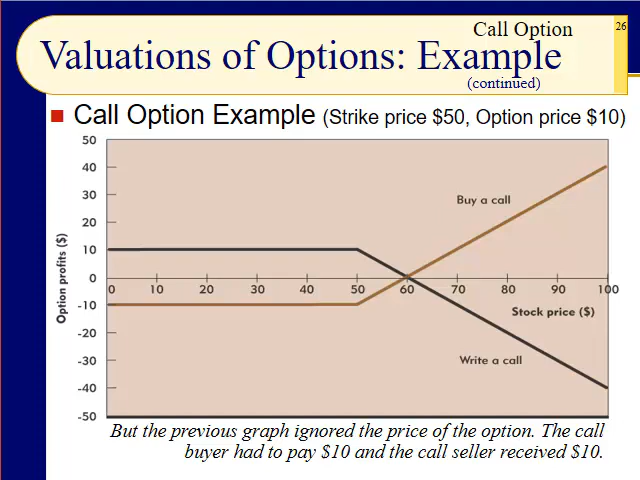 Call Option
26
Valuations of Options: Example
(continued)
Call Option Example (Strike price $50, Option price $10)
50
40
30
20
10
0
-10
-20
-30
-40
-50
Option profits ($)
0 10 20 30 40 50 60 70 80 90 100
Buy a call
Stock price ($)
Write a call
But the previous graph ignored the price of the option. The call
buyer had to pay $10 and the call seller received $10.